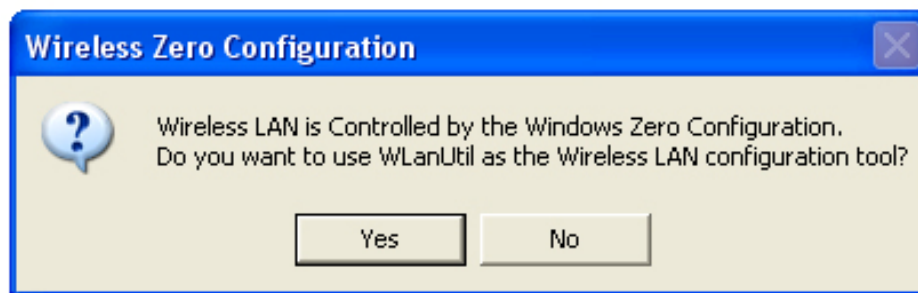 Wireless Zero Configuration
Wireless LAN is Controlled by the Windows Zero Configuration.
Do you want to use WLanUtil as the Wireless LAN configuration tool?
Yes No